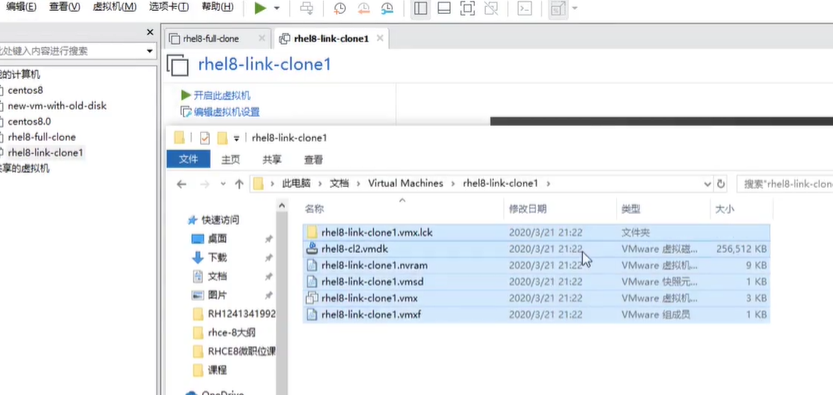 编辑(E) 查看(V) 虚拟机(M) 选项卡(T) 帮助(H)
此处键入内容进行搜索
我的计算机
centos8
new-vm-with-old-disk
centos8.0
rhel8-full-clone
rhel8-link-clone1
共享的虚拟机
rhel8-full-clone rhel8-link-clone1
rhel8-link-clone1
开启此虚拟机
编辑虚拟机设置
rhel8-link-clone1
文件 主页 共享 查看
此电脑 文档 Virtual Machines rhel8-link-clone1
搜索"rhel8-link-clone
快速访问
桌面
下载
文档
图片
RH1241341992
rhce-8大纲
RHCE8微职位课
课程
OneDrive
名称 修改日期 类型 大小
rhel8-link-clone1.vmx.lck 2020/3/21 21:22 文件夹
rhel8-cl2.vmdk 2020/3/21 21:22 VMware 虚拟磁... 256,512 KB
rhel8-link-clone1.nvram 2020/3/21 21:22 VMware 虚拟机... 9 KB
rhel8-link-clone1.vmsd 2020/3/21 21:22 VMware 快照元... 1 KB
rhel8-link-clone1.vmx 2020/3/21 21:22 VMware 虚拟机... 3 KB
rhel8-link-clone1.vmxf 2020/3/21 21:22 VMware 组成员 1 KB